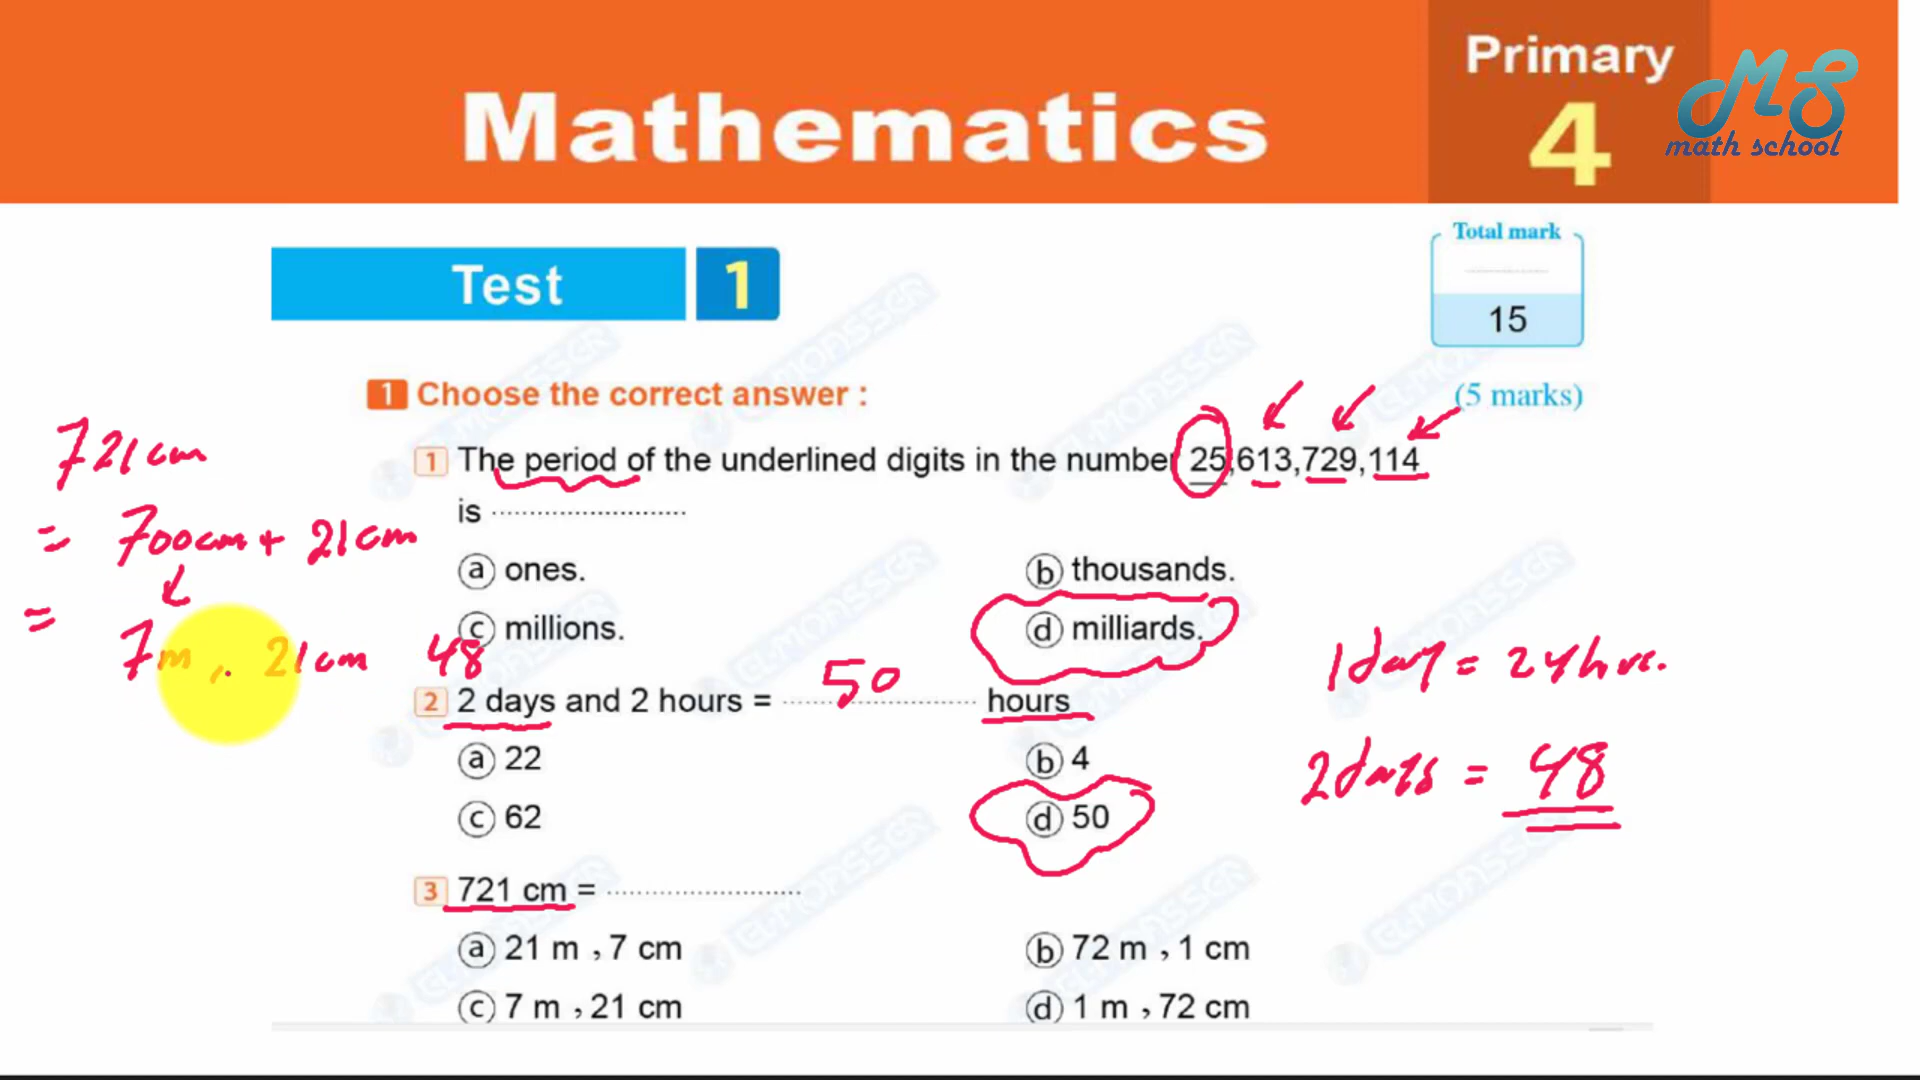 Mathematics
Primary
4
MS
math school
Test 1
Total mark
15
1 Choose the correct answer :
(5 marks)
1 The period of the underlined digits in the number 25,613,729,114
is ........................
a ones.
b thousands.
c millions.
d milliards.
2 2 days and 2 hours = ........................ hours
48
50
a 22
b 4
c 62
d 50
3 721 cm = ........................
a 21 m , 7 cm
b 72 m , 1 cm
c 7 m , 21 cm
d 1 m , 72 cm
721cm
= 700cm + 21cm
= 7m , 21cm
1day = 24hrs.
2days = 48